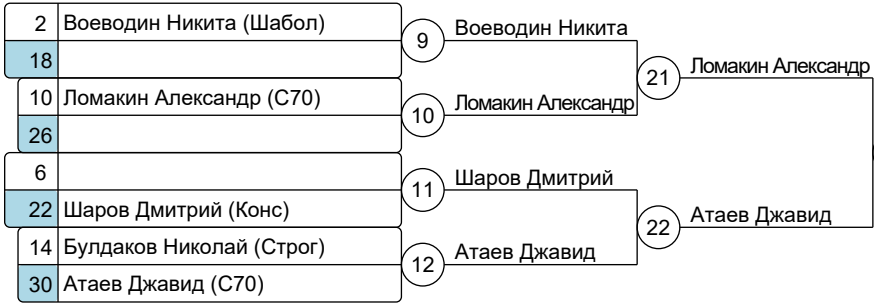 2 Воеводин Никита (Шабол)
18
10 Ломакин Александр (С70)
26
6
22 Шаров Дмитрий (Конс)
14 Булдаков Николай (Строг)
30 Атаев Джавид (С70)
9 Воеводин Никита
10 Ломакин Александр
11 Шаров Дмитрий
12 Атаев Джавид
21 Ломакин Александр
22 Атаев Джавид